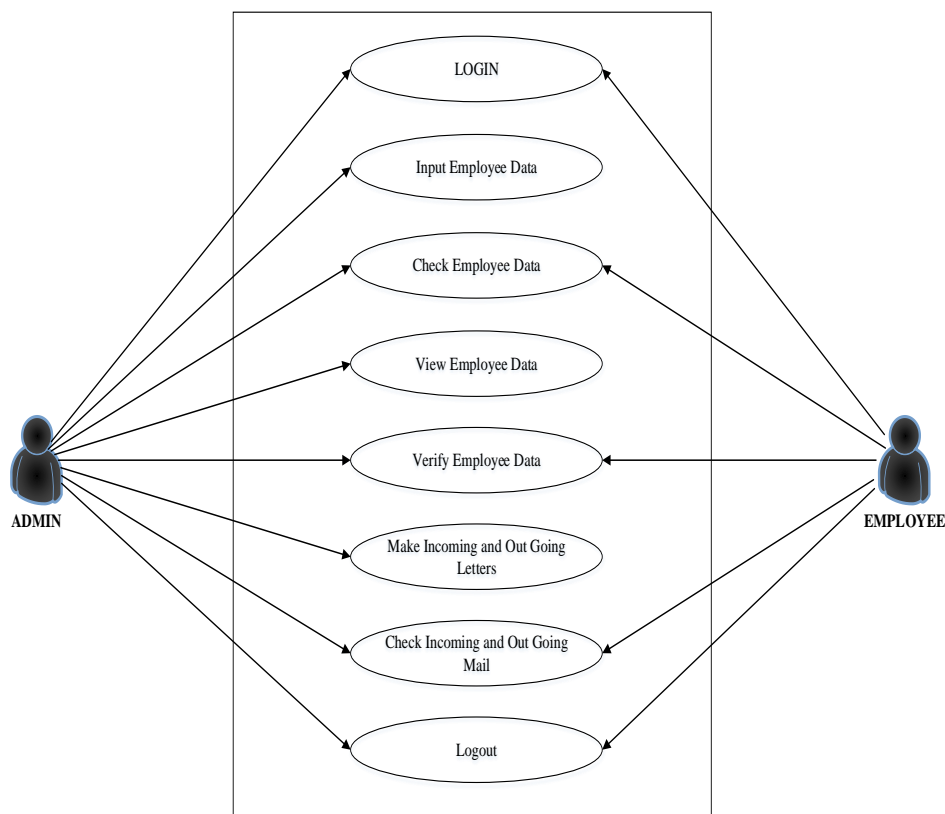 LOGIN
Input Employee Data
Check Employee Data
View Employee Data
Verify Employee Data
ADMIN
EMPLOYEE
Make Incoming and Out Going
Letters
Check Incoming and Out Going
Mail
Logout